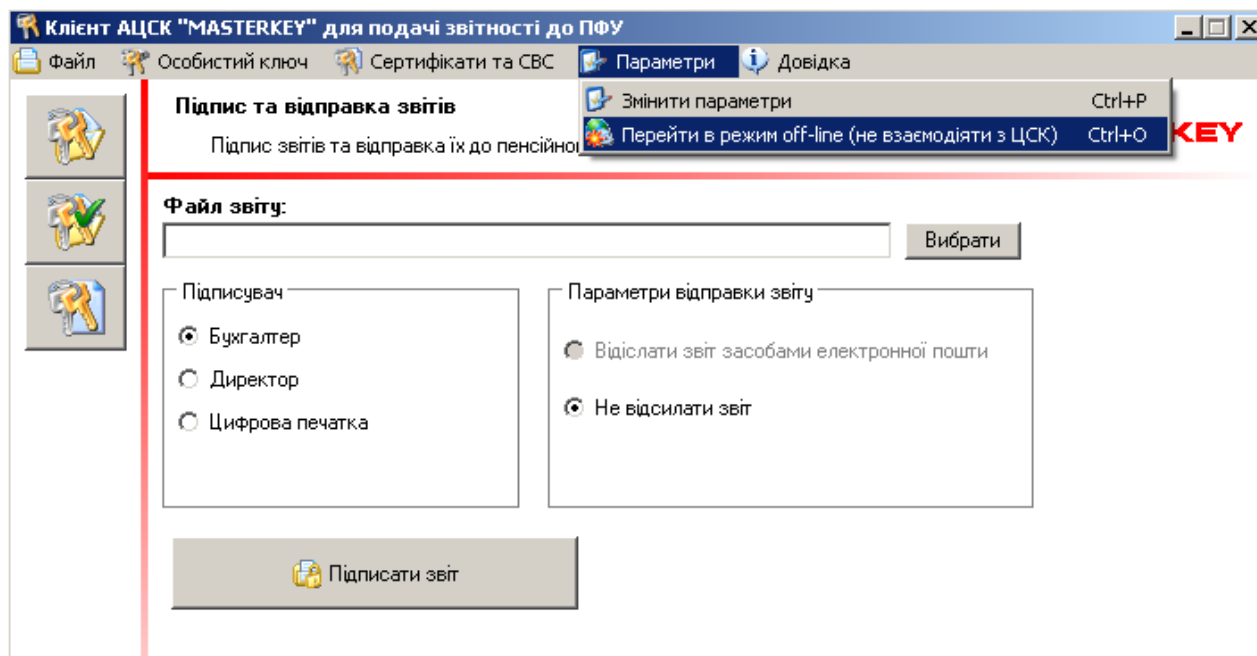 Клієнт АЦСК "MASTERKEY" для подачі звітності до ПФУ
Файл Особистий ключ Сертифікати та СВС Параметри Довідка
Змінити параметри Ctrl+P
Перейти в режим off-line (не взаємодіяти з ЦСК) Ctrl+O
Підпис та відправка звітів
Підпис звітів та відправка їх до пенсійно
KEY
Файл звіту:
Вибрати
Підписувач
Бухгалтер
Директор
Цифрова печатка
Параметри відправки звіту
Відіслати звіт засобами електронної пошти
Не відсилати звіт
Підписати звіт